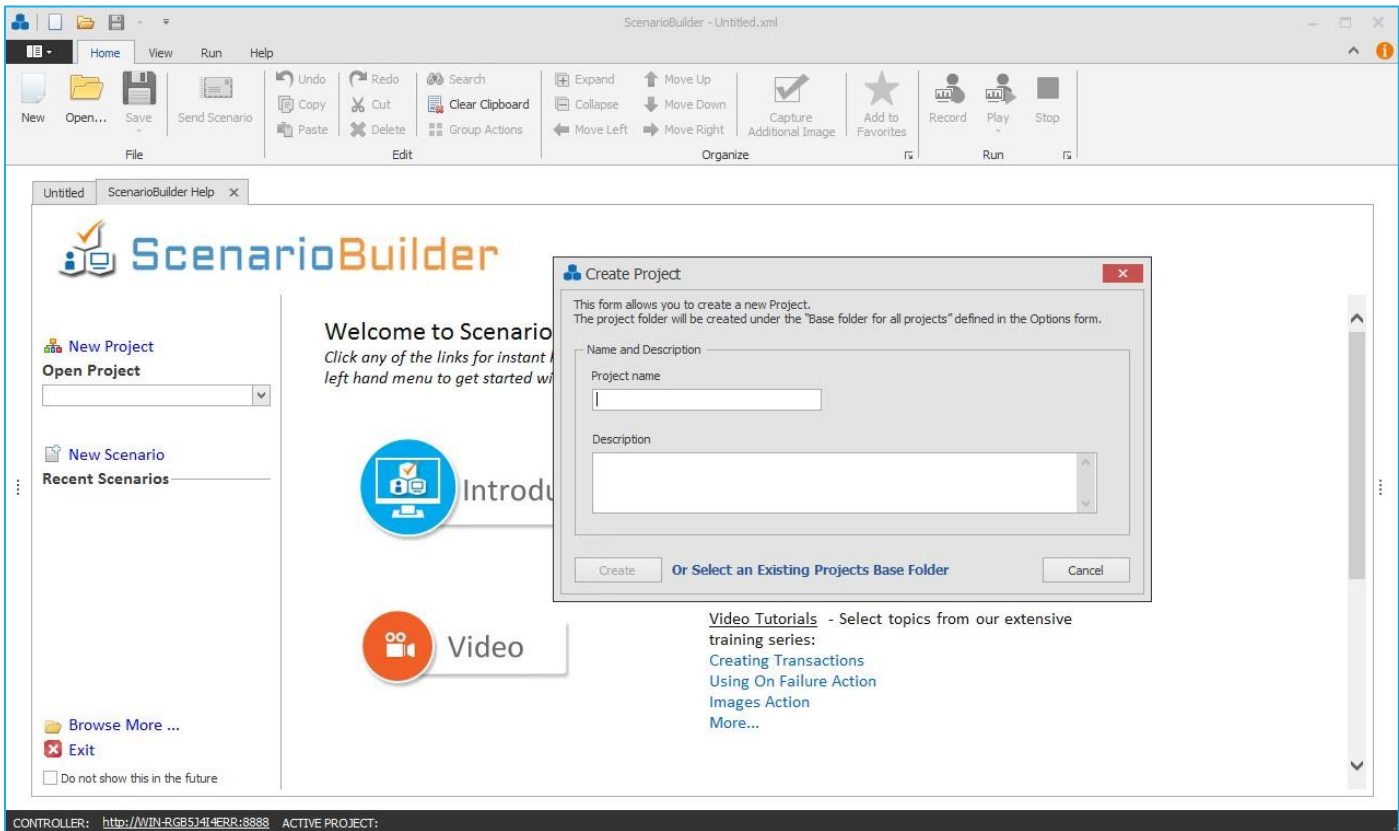 ScenarioBuilder - Untitled.xml
Home View Run Help
New Open... Save Send Scenario
File
Undo Redo Search
Copy Cut Clear Clipboard
Paste Delete Group Actions
Edit
Expand Move Up
Collapse Move Down
Move Left Move Right
Capture
Additional Image
Add to
Favorites
Organize
Record Play Stop
Run
Untitled ScenarioBuilder Help
ScenarioBuilder
New Project
Open Project
New Scenario
Recent Scenarios
Browse More ...
Exit
Do not show this in the future
Welcome to Scenario
Click any of the links for instant
left hand menu to get started
Video
Video Tutorials - Select topics from our extensive
training series:
Creating Transactions
Using On Failure Action
Images Action
More...
Create Project
This form allows you to create a new Project.
The project folder will be created under the "Base folder for all projects" defined in the Options form.
Name and Description
Project name
Description
Create Or Select an Existing Projects Base Folder Cancel
CONTROLLER: http://WIN-RGB5J4I4ERR:8888 ACTIVE PROJECT: